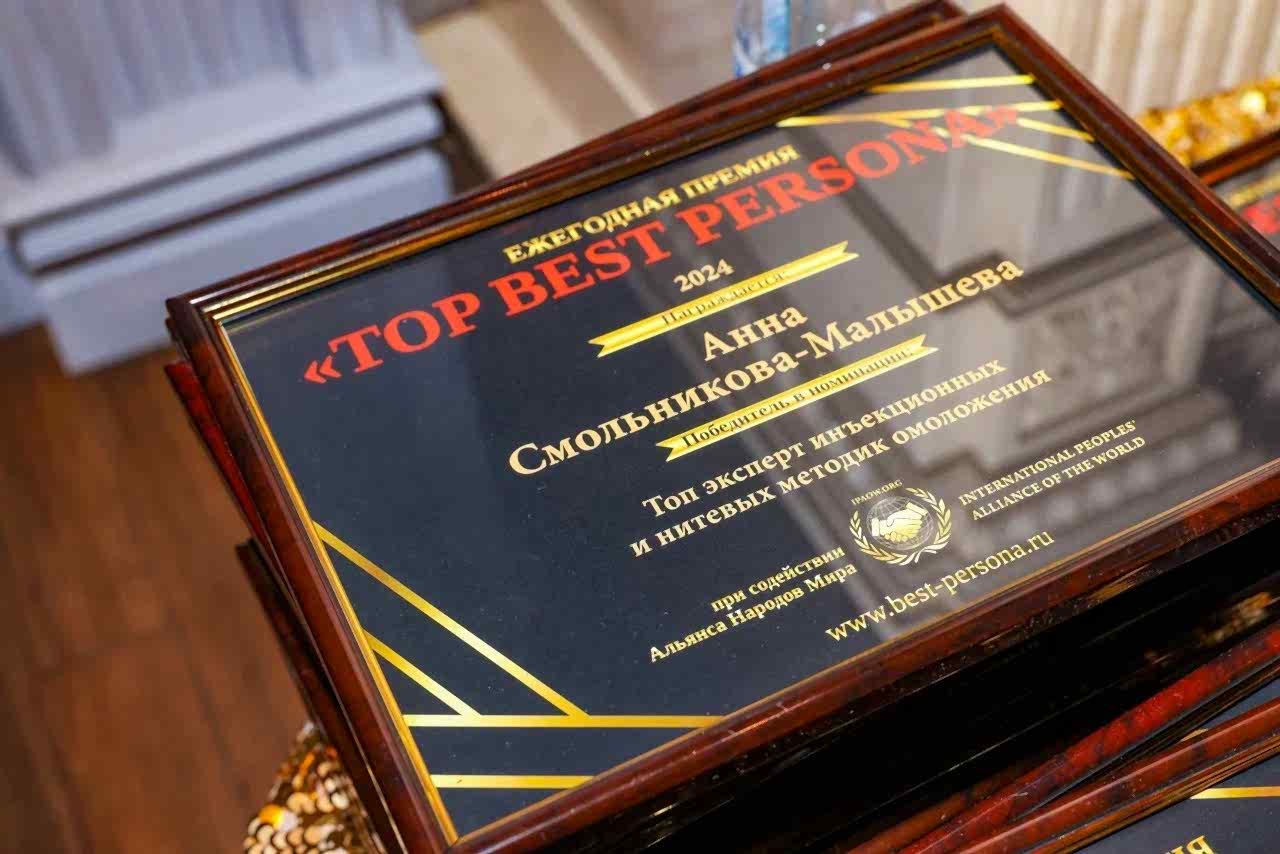 ЕЖЕГОДНАЯ ПРЕМИЯ
«TOP BEST PERSONA»
2024
Награждается
Анна
Смольникова-Малышева
Победитель в номинации:
Топ эксперт инъекционных
и нитевых методик омоложения
при содействии
Альянса Народов Мира
IPAOW.ORG
INTERNATIONAL PEOPLES'
ALLIANCE OF THE WORLD
www.best-persona.ru